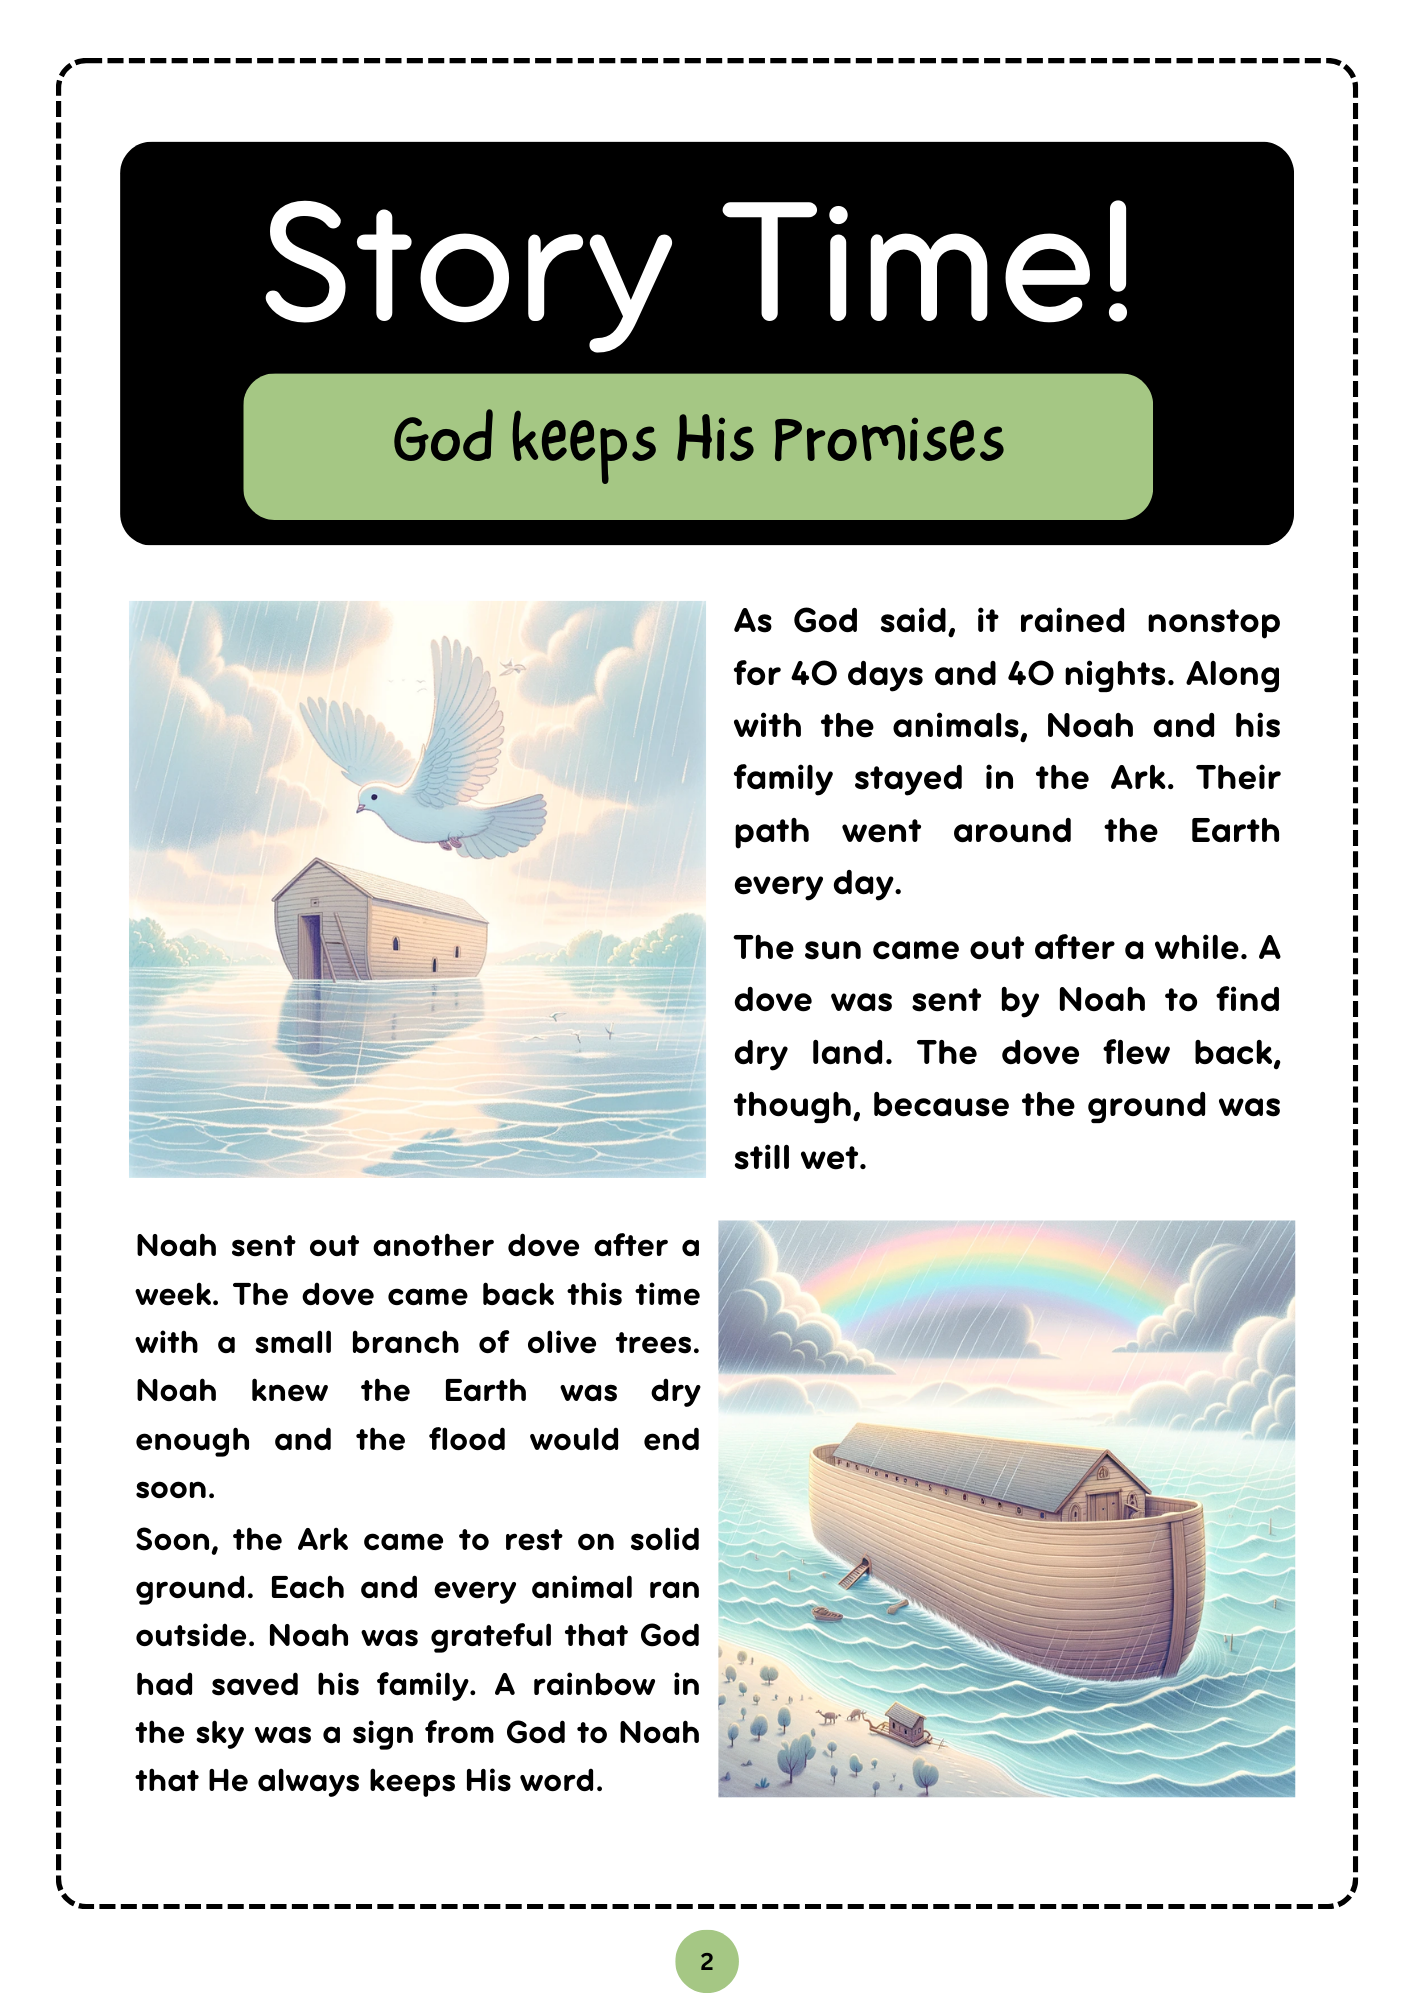 Story Time!
God keeps His Promises
As God said, it rained nonstop
for 40 days and 40 nights. Along
with the animals, Noah and his
family stayed in the Ark. Their
path went around the Earth
every day.
The sun came out after a while. A
dove was sent by Noah to find
dry land. The dove flew back,
though, because the ground was
still wet.
Noah sent out another dove after a
week. The dove came back this time
with a small branch of olive trees.
Noah knew the Earth was dry
enough and the flood would end
soon.
Soon, the Ark came to rest on solid
ground. Each and every animal ran
outside. Noah was grateful that God
had saved his family. A rainbow in
the sky was a sign from God to Noah
that He always keeps His word.
2